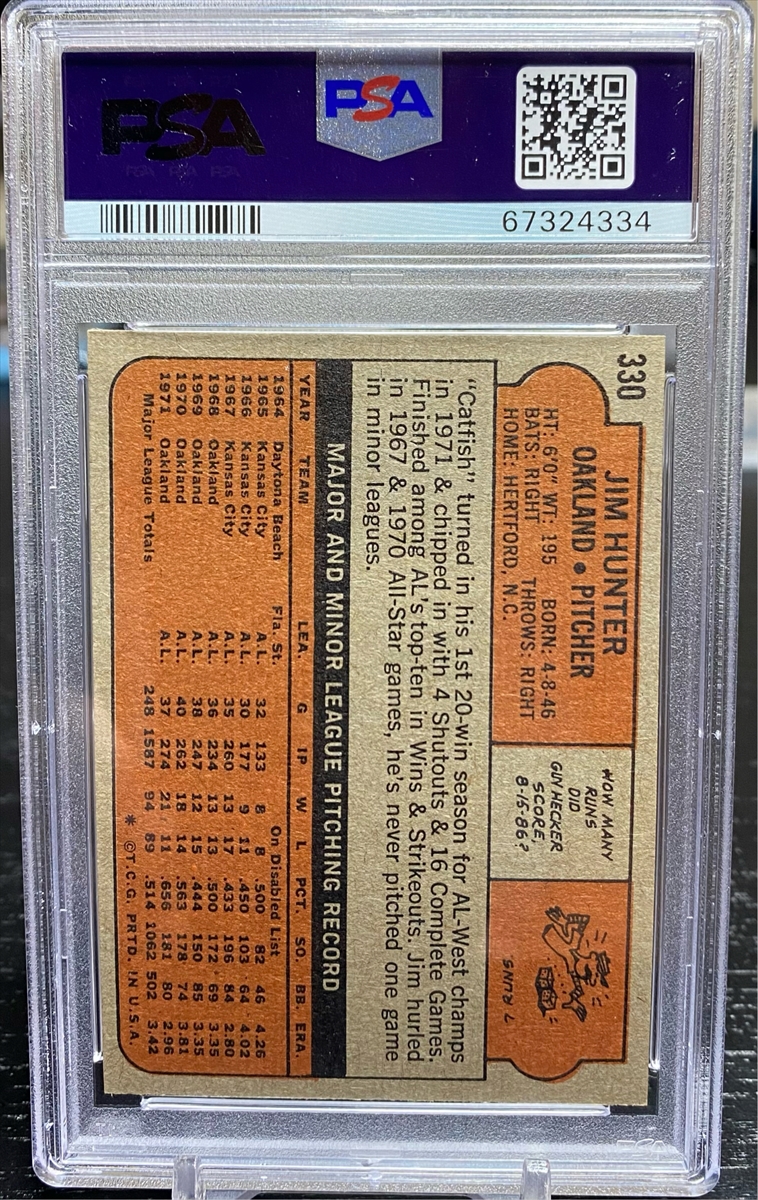 PSA
PSA
PSA PSA PSA
67324334
330
JIM HUNTER
OAKLAND • PITCHER
HT: 6'0" WT: 195 BORN: 4-8-46
BATS: RIGHT THROWS: RIGHT
HOME: HERTFORD, N.C.
HOW MANY
RUNS
DID
GUY HECKER
SCORE,
8-15-86?
7 RUNS
"Catfish" turned in his 1st 20-win season for AL-West champs
in 1971 & chipped in with 4 Shutouts & 16 Complete Games.
Finished among AL's top-ten in Wins & Strikeouts. Jim hurled
in 1967 & 1970 All-Star games, he's never pitched one game
in minor leagues.
MAJOR AND MINOR LEAGUE PITCHING RECORD
YEAR TEAM LEA. G IP W L PCT. SO. BB. ERA.
1964 Daytona Beach Fla. St. On Disabled List
1965 Kansas City A.L. 32 133 8 8 .500 82 46 4.26
1966 Kansas City A.L. 30 177 9 11 .450 103 64 4.02
1967 Kansas City A.L. 35 260 13 17 .433 196 84 2.80
1968 Oakland A.L. 36 234 13 13 .500 172 69 3.35
1969 Oakland A.L. 38 247 12 15 .444 150 85 3.35
1970 Oakland A.L. 40 262 18 14 .563 178 74 3.81
1971 Oakland A.L. 37 274 21 11 .656 181 80 2.96
Major League Totals 248 1587 94 89 .514 1062 502 3.42
* ©T.C.G. PRTD. IN U.S.A.